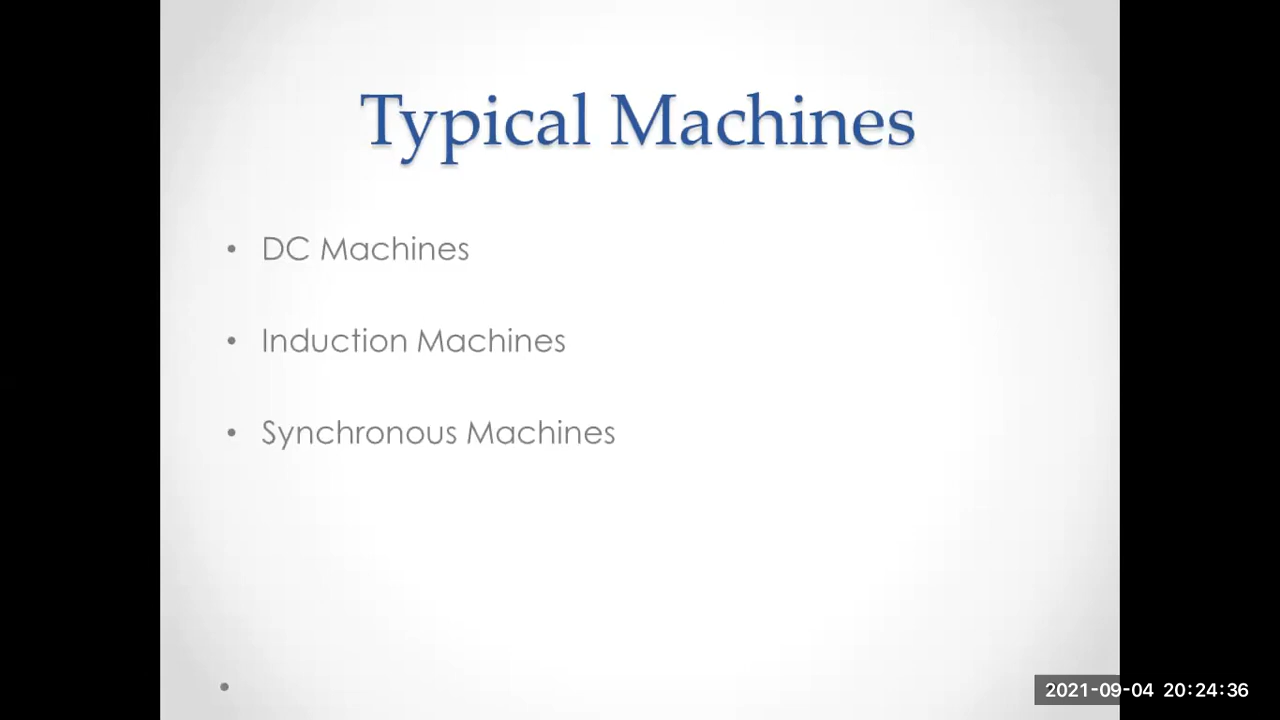 Typical Machines
• DC Machines
• Induction Machines
• Synchronous Machines
•
2021-09-04 20:24:36